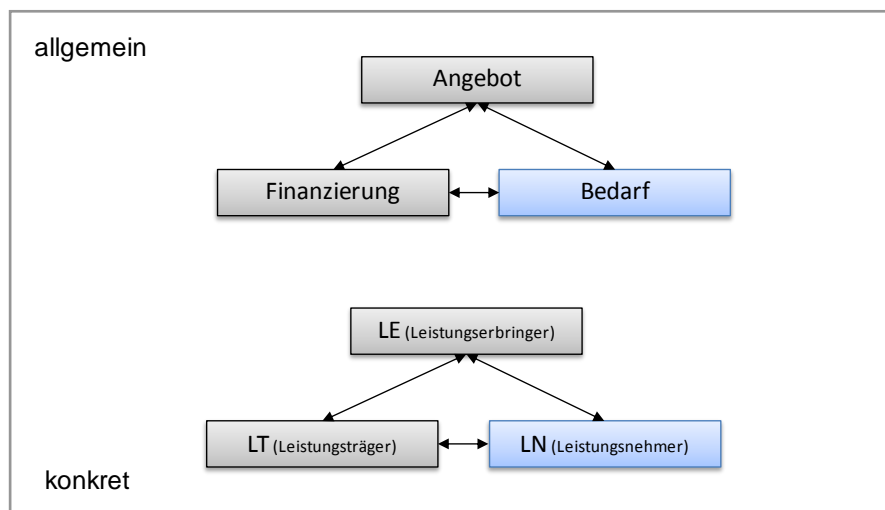 allgemein
Angebot
Finanzierung
Bedarf
LE (Leistungserbringer)
LT (Leistungsträger)
LN (Leistungsnehmer)
konkret